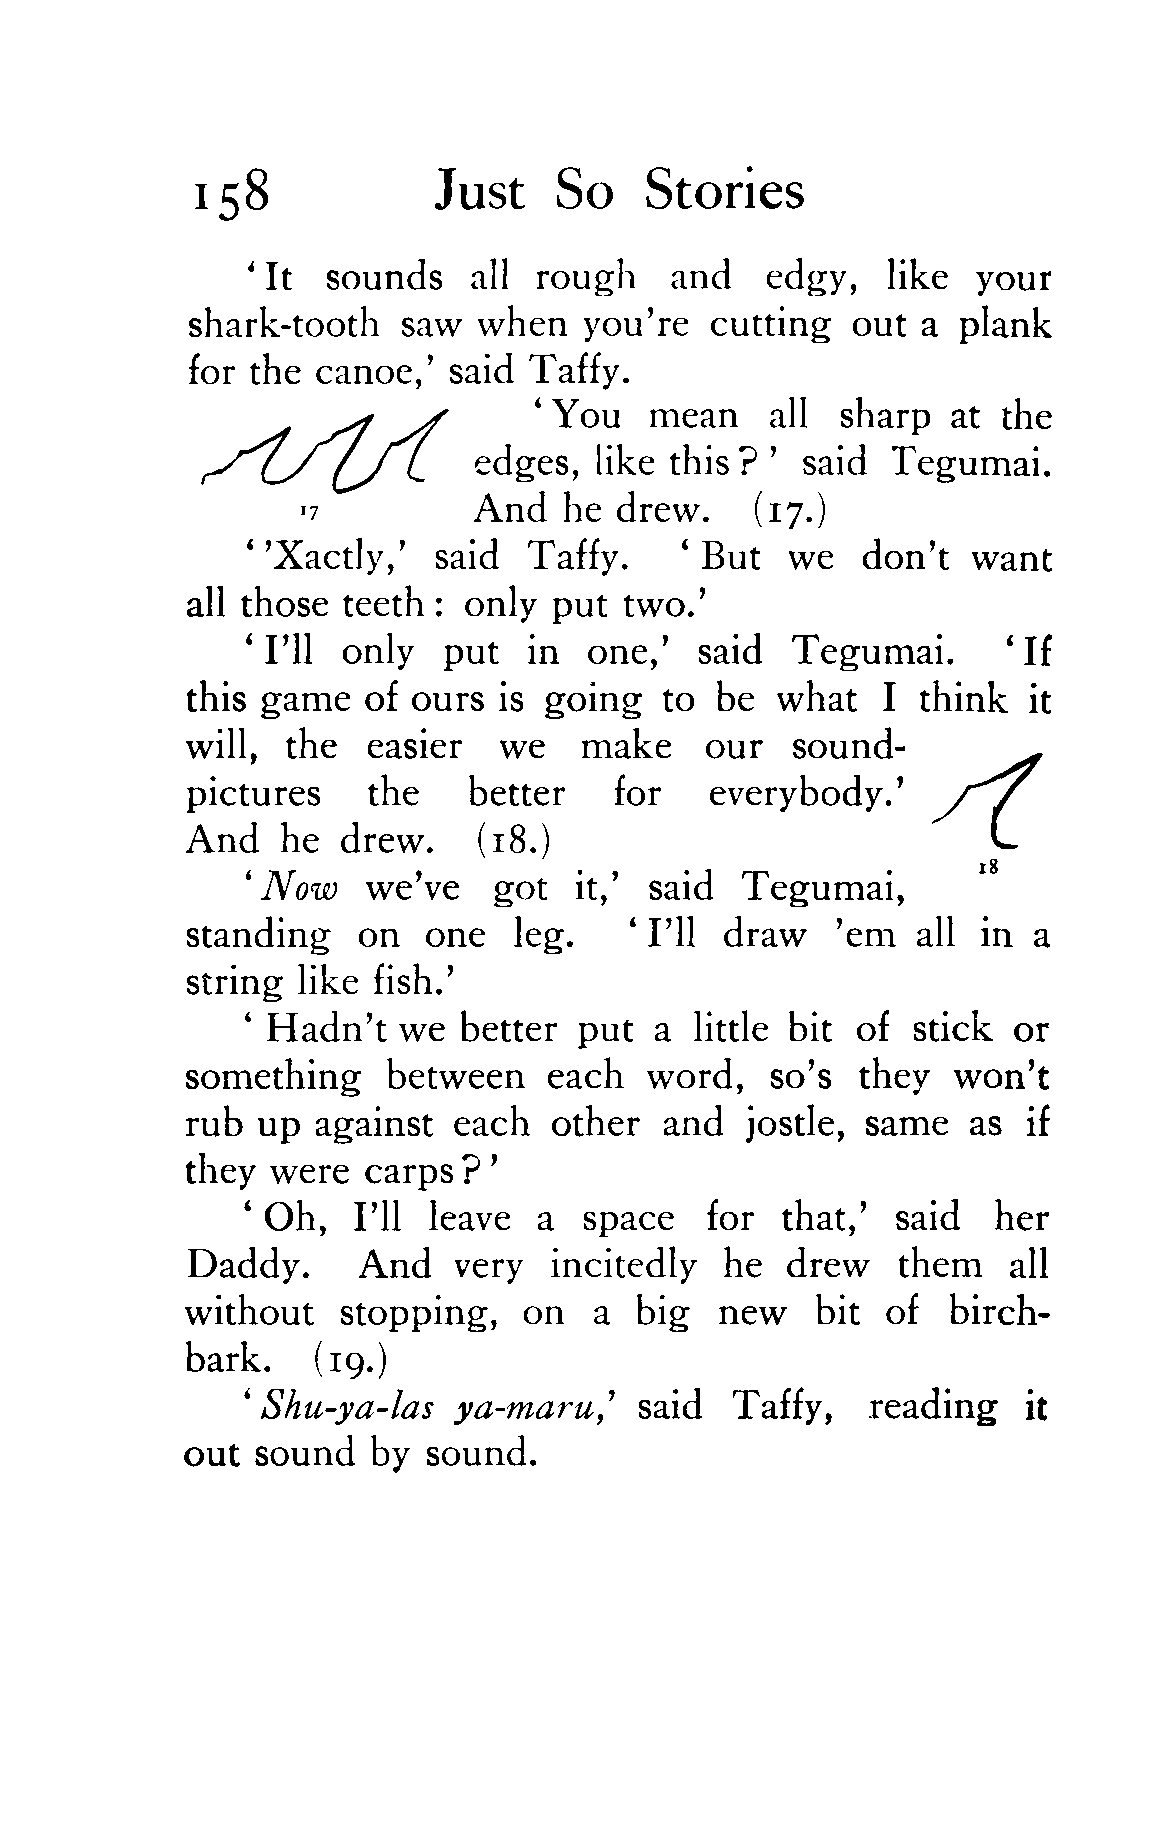 158 Just So Stories
‘It sounds all rough and edgy, like your
shark-tooth saw when you’re cutting out a plank
for the canoe,’ said Taffy.
‘You mean all sharp at the
edges, like this?’ said Tegumai.
And he drew. (17.)
17
‘’Xactly,’ said Taffy. ‘But we don’t want
all those teeth: only put two.’
‘I’ll only put in one,’ said Tegumai. ‘If
this game of ours is going to be what I think it
will, the easier we make our sound-
pictures the better for everybody.’
And he drew. (18.)
18
‘Now we’ve got it,’ said Tegumai,
standing on one leg. ‘I’ll draw ’em all in a
string like fish.’
‘Hadn’t we better put a little bit of stick or
something between each word, so’s they won’t
rub up against each other and jostle, same as if
they were carps?’
‘Oh, I’ll leave a space for that,’ said her
Daddy. And very incitedly he drew them all
without stopping, on a big new bit of birch-
bark. (19.)
‘Shu-ya-las ya-maru,’ said Taffy, reading it
out sound by sound.